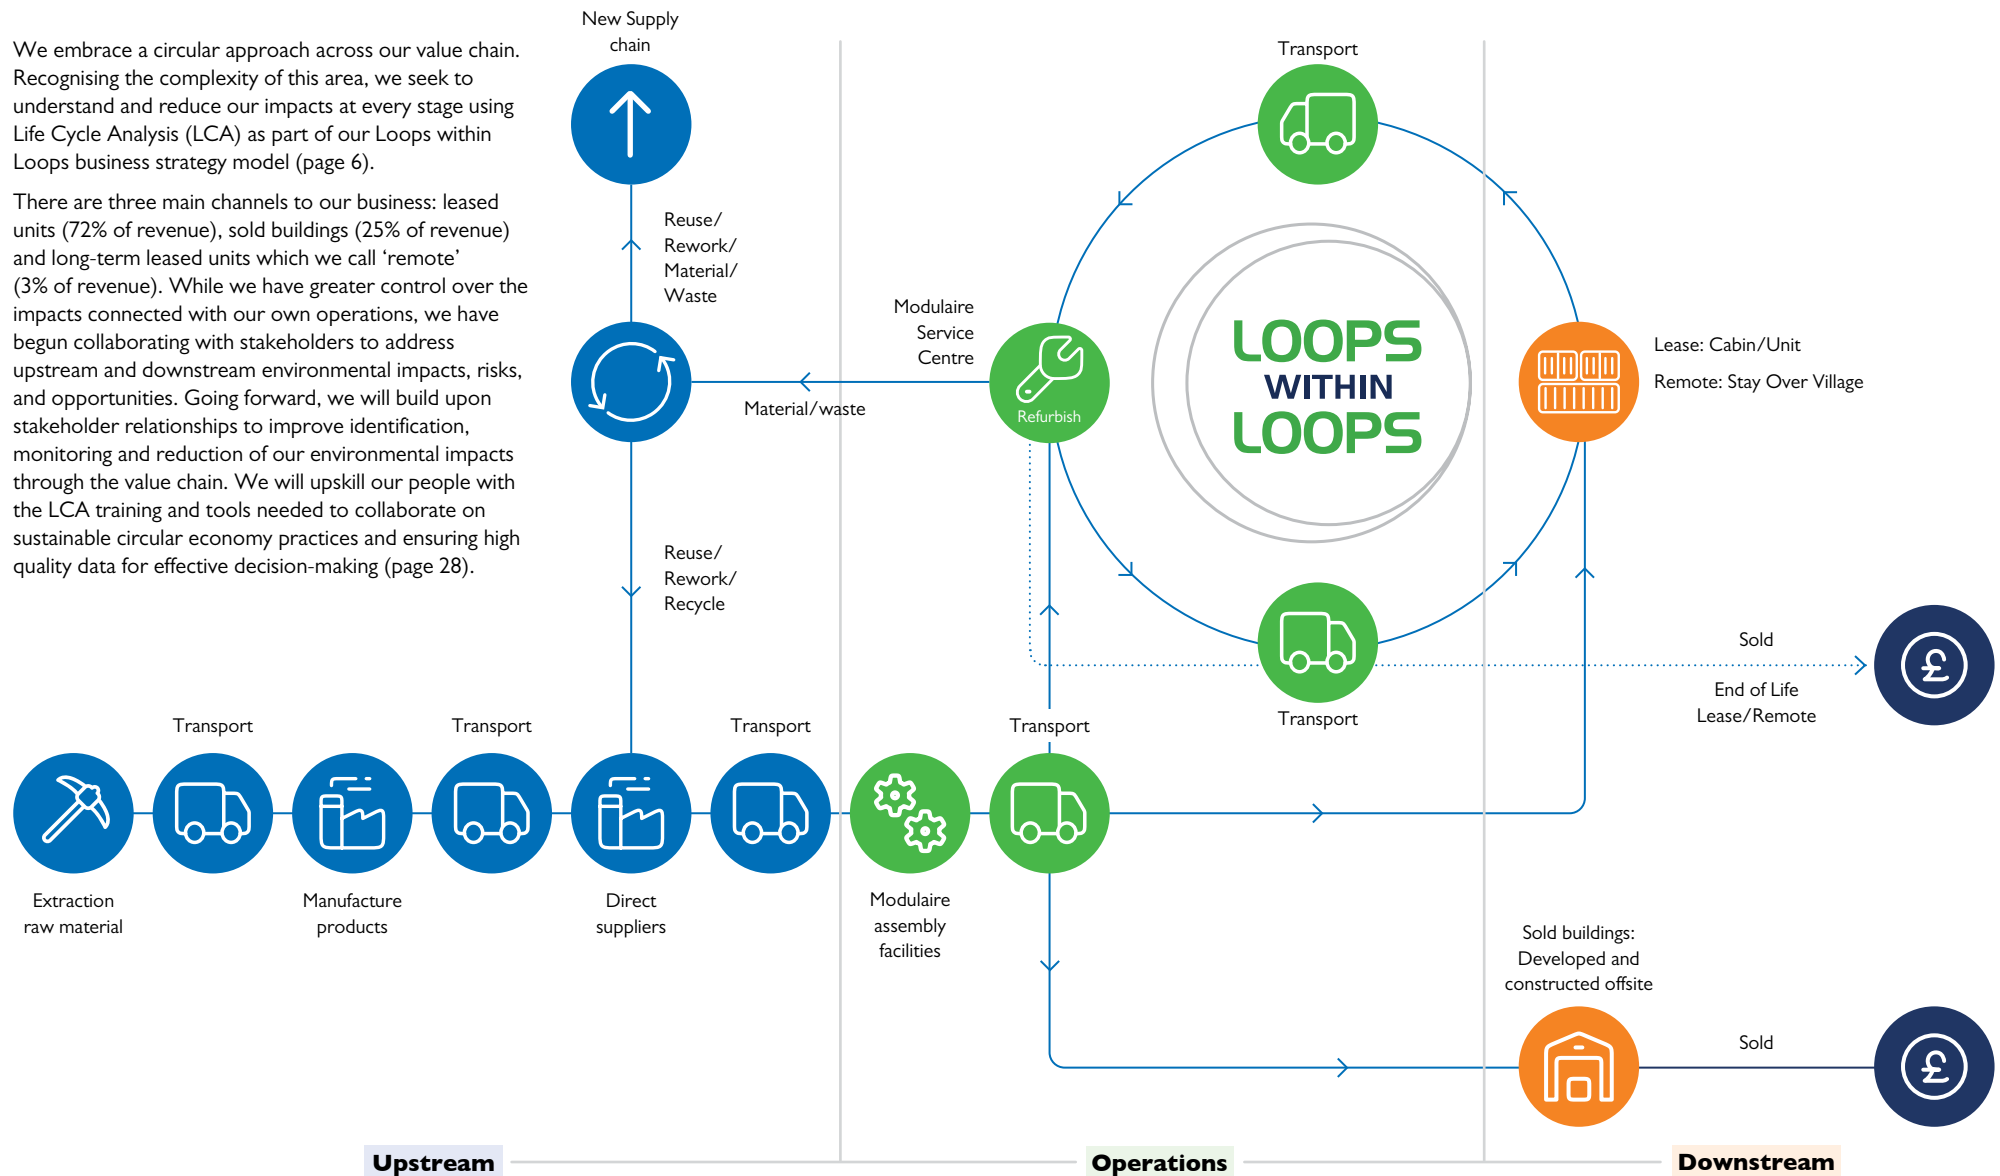 We embrace a circular approach across our value chain.
Recognising the complexity of this area, we seek to
understand and reduce our impacts at every stage using
Life Cycle Analysis (LCA) as part of our Loops within
Loops business strategy model (page 6).
There are three main channels to our business: leased
units (72% of revenue), sold buildings (25% of revenue)
and long-term leased units which we call ‘remote’
(3% of revenue). While we have greater control over the
impacts connected with our own operations, we have
begun collaborating with stakeholders to address
upstream and downstream environmental impacts, risks,
and opportunities. Going forward, we will build upon
stakeholder relationships to improve identification,
monitoring and reduction of our environmental impacts
through the value chain. We will upskill our people with
the LCA training and tools needed to collaborate on
sustainable circular economy practices and ensuring high
quality data for effective decision-making (page 28).
New Supply
chain
Reuse/
Rework/
Material/
Waste
Material/waste
Reuse/
Rework/
Recycle
Transport
Modulaire
Service
Centre
Refurbish
LOOPS
WITHIN
LOOPS
Lease: Cabin/Unit
Remote: Stay Over Village
Transport
Sold
End of Life
Lease/Remote
£
Transport
Transport
Transport
Transport
Extraction
raw material
Manufacture
products
Direct
suppliers
Modulaire
assembly
facilities
Sold buildings:
Developed and
constructed offsite
Sold
£
Upstream
Operations
Downstream